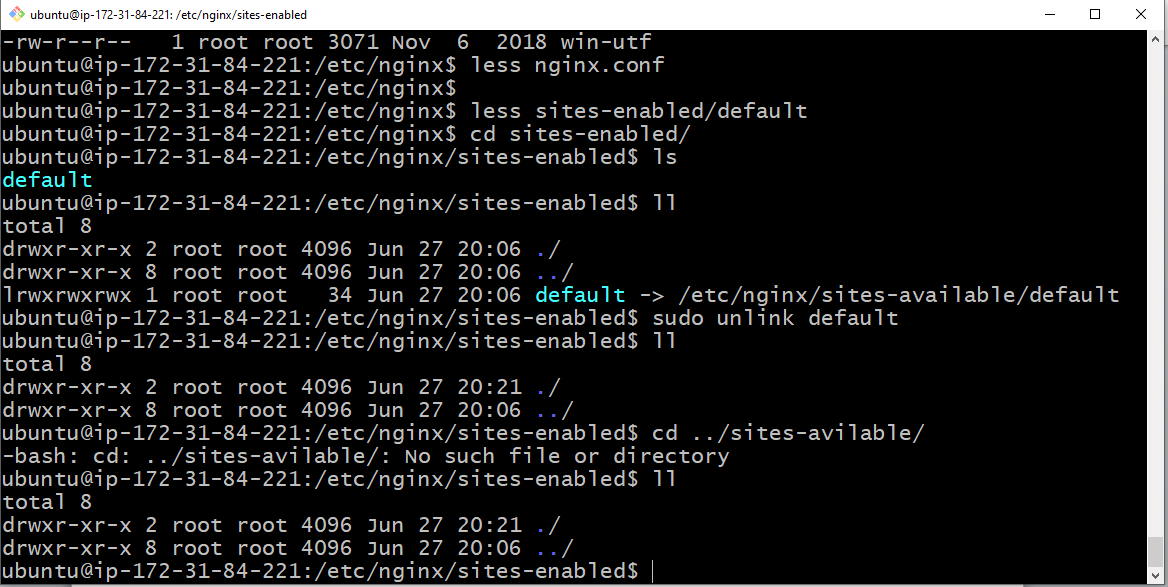 ubuntu@ip-172-31-84-221: /etc/nginx/sites-enabled
-rw-r--r--   1 root root 3071 Nov  6  2018 win-utf
ubuntu@ip-172-31-84-221:/etc/nginx$ less nginx.conf
ubuntu@ip-172-31-84-221:/etc/nginx$
ubuntu@ip-172-31-84-221:/etc/nginx$ less sites-enabled/default
ubuntu@ip-172-31-84-221:/etc/nginx$ cd sites-enabled/
ubuntu@ip-172-31-84-221:/etc/nginx/sites-enabled$ ls
default
ubuntu@ip-172-31-84-221:/etc/nginx/sites-enabled$ ll
total 8
drwxr-xr-x 2 root root 4096 Jun 27 20:06 ./
drwxr-xr-x 8 root root 4096 Jun 27 20:06 ../
lrwxrwxrwx 1 root root   34 Jun 27 20:06 default -> /etc/nginx/sites-available/default
ubuntu@ip-172-31-84-221:/etc/nginx/sites-enabled$ sudo unlink default
ubuntu@ip-172-31-84-221:/etc/nginx/sites-enabled$ ll
total 8
drwxr-xr-x 2 root root 4096 Jun 27 20:21 ./
drwxr-xr-x 8 root root 4096 Jun 27 20:06 ../
ubuntu@ip-172-31-84-221:/etc/nginx/sites-enabled$ cd ../sites-avilable/
-bash: cd: ../sites-avilable/: No such file or directory
ubuntu@ip-172-31-84-221:/etc/nginx/sites-enabled$ ll
total 8
drwxr-xr-x 2 root root 4096 Jun 27 20:21 ./
drwxr-xr-x 8 root root 4096 Jun 27 20:06 ../
ubuntu@ip-172-31-84-221:/etc/nginx/sites-enabled$